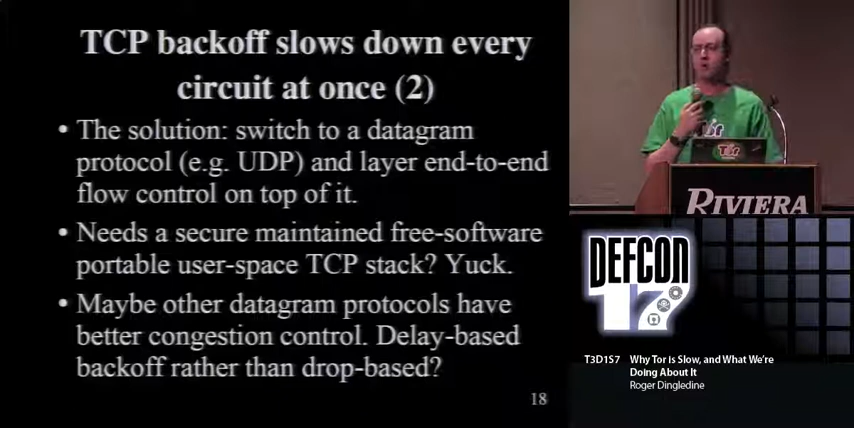 TCP backoff slows down every
circuit at once (2)
• The solution: switch to a datagram
protocol (e.g. UDP) and layer end-to-end
flow control on top of it.
• Needs a secure maintained free-software
portable user-space TCP stack? Yuck.
• Maybe other datagram protocols have
better congestion control. Delay-based
backoff rather than drop-based?
18
Tor
RIVIERA
DEFCON
17
T3D1S7 Why Tor is Slow, and What We're
Doing About It
Roger Dingledine